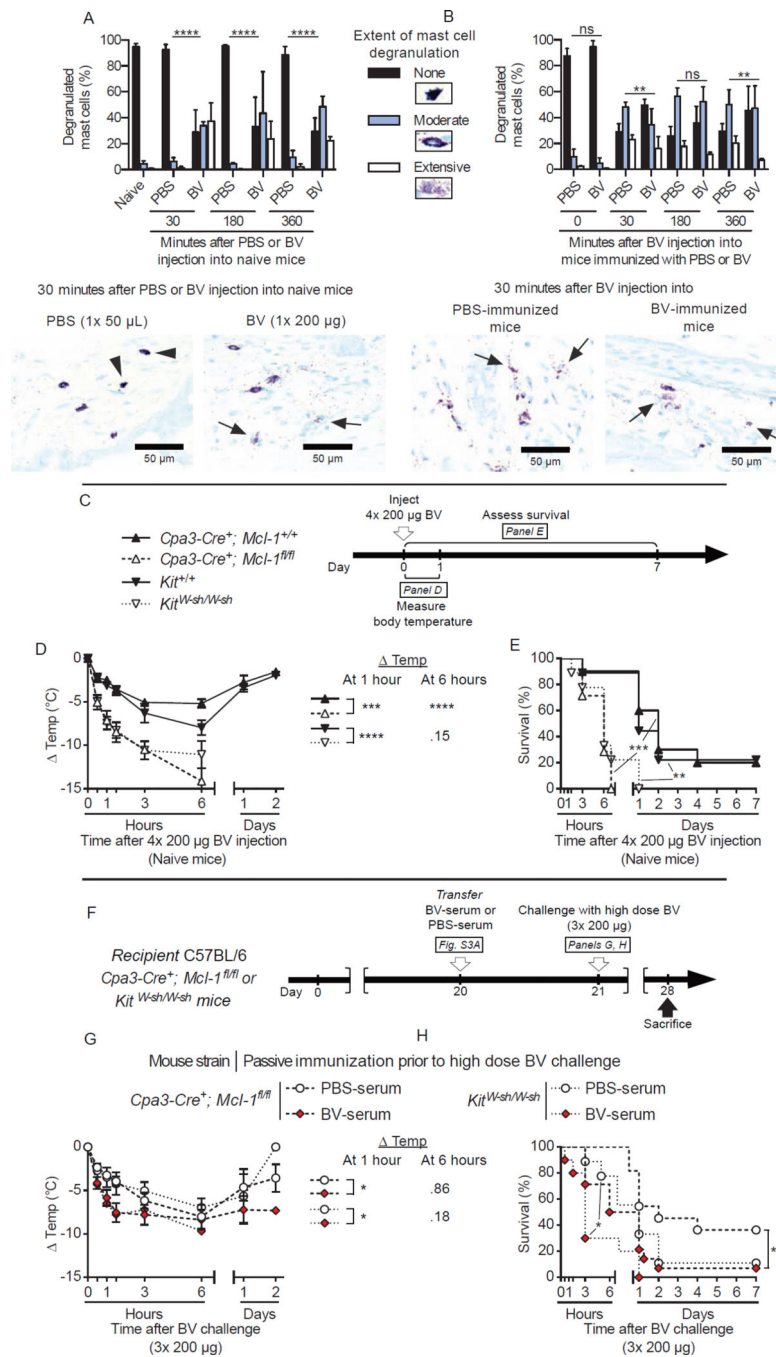 A
B
Degranulated
mast cells (%)
100
80
60
40
20
0
****
****
****
Naive
PBS
BV
PBS
BV
PBS
BV
30
180
360
Minutes after PBS or BV
injection into naive mice
Extent of mast cell
degranulation
None
Moderate
Extensive
Degranulated
mast cells (%)
100
80
60
40
20
0
ns
**
ns
**
PBS
BV
PBS
BV
PBS
BV
PBS
BV
0
30
180
360
Minutes after BV injection into
mice immunized with PBS or BV
30 minutes after PBS or BV injection into naive mice
PBS (1x 50 µL)
BV (1x 200 µg)
30 minutes after BV injection into
PBS-immunized
mice
BV-immunized
mice
50 µm
50 µm
50 µm
50 µm
C
Cpa3-Cre+; Mcl-1+/+
Cpa3-Cre+; Mcl-1fl/fl
Kit+/+
KitW-sh/W-sh
Inject
4x 200 µg BV
Assess survival
Panel E
Day
0
1
7
Panel D
Measure
body temperature
D
Δ Temp (°C)
0
-5
-10
-15
0
1
3
6
1
2
Hours
Days
Time after 4x 200 µg BV injection
(Naive mice)
Δ Temp
At 1 hour
At 6 hours
***
****
****
.15
E
Survival (%)
100
80
60
40
20
0
***
**
0 1 3 6
1 2 3 4 5 6 7
Hours
Days
Time after 4x 200 µg BV injection
(Naive mice)
F
Recipient C57BL/6
Cpa3-Cre+; Mcl-1fl/fl or
Kit W-sh/W-sh mice
Transfer
BV-serum or
PBS-serum
Fig. S3A
Challenge with high dose BV
(3x 200 µg)
Panels G, H
Day
0
20
21
28
Sacrifice
G
H
Mouse strain | Passive immunization prior to high dose BV challenge
Cpa3-Cre+; Mcl-1fl/fl
PBS-serum
BV-serum
KitW-sh/W-sh
PBS-serum
BV-serum
Δ Temp (°C)
0
-5
-10
-15
0
1
3
6
1
2
Hours
Days
Time after BV challenge
(3x 200 µg)
Δ Temp
At 1 hour
At 6 hours
*
.86
*
.18
Survival (%)
100
80
60
40
20
0
*
*
0 1 3 6
1 2 3 4 5 6 7
Hours
Days
Time after BV challenge
(3x 200 µg)